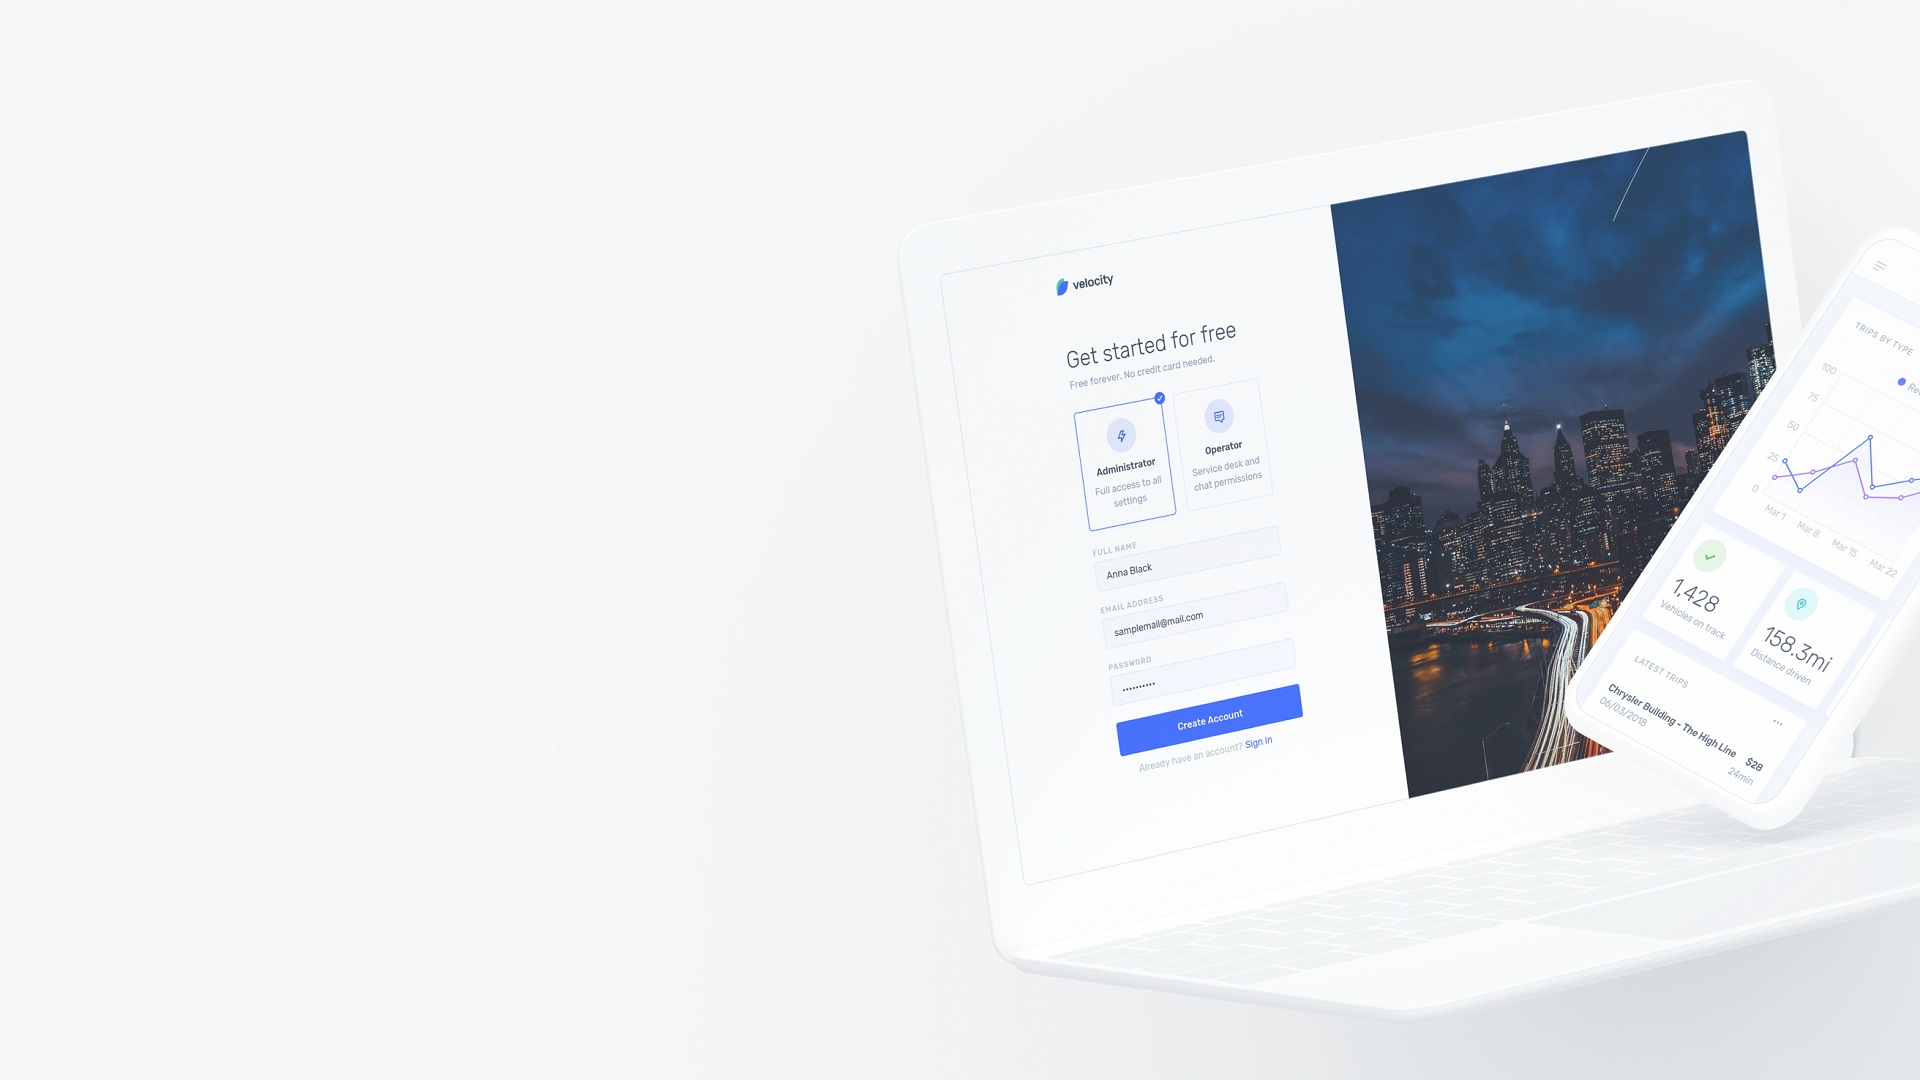 velocity
Get started for free
Free forever. No credit card needed.
Administrator
Full access to all
settings
Operator
Service desk and
chat permissions
FULL NAME
Anna Black
EMAIL ADDRESS
samplemail@mail.com
PASSWORD
••••••••••
Create Account
Already have an account? Sign in
TRIPS BY TYPE
100
75
50
25
0
Mar 1
Mar 8
Mar 15
Mar 22
1,428
Vehicles on track
158.3mi
Distance driven
LATEST TRIPS
Chrysler Building - The High Line
06/03/2018
$28
24min